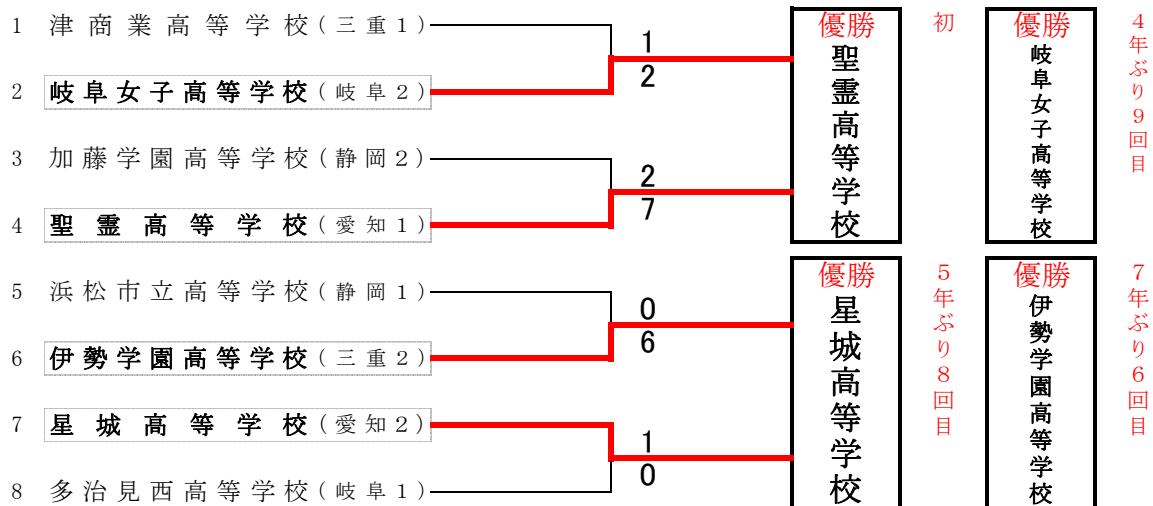 1 津商業高等学校(三重1)
2 岐阜女子高等学校(岐阜2)
1
2
3 加藤学園高等学校(静岡2)
4 聖霊高等学校(愛知1)
2
7
5 浜松市立高等学校(静岡1)
6 伊勢学園高等学校(三重2)
0
6
7 星城高等学校(愛知2)
8 多治見西高等学校(岐阜1)
1
0
優勝
聖霊高等学校
初
優勝
岐阜女子高等学校
4年ぶり9回目
優勝
星城高等学校
5年ぶり8回目
優勝
伊勢学園高等学校
7年ぶり6回目